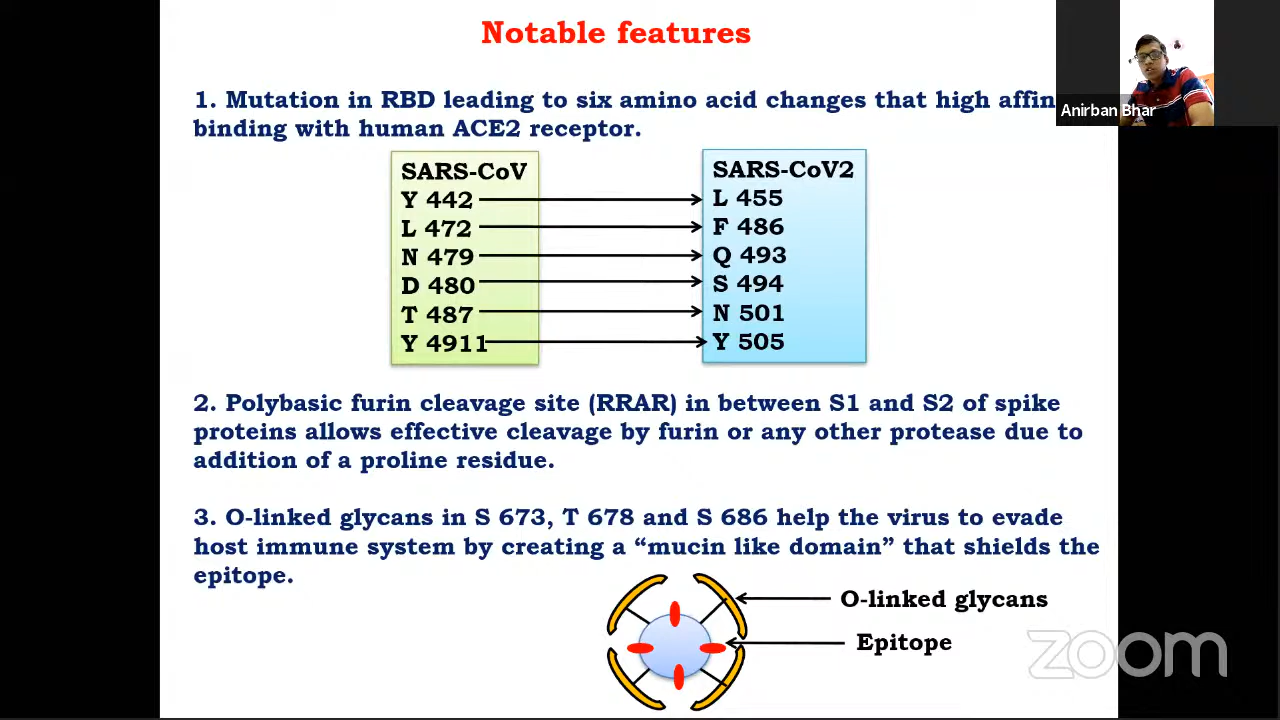 Notable features
1. Mutation in RBD leading to six amino acid changes that high affin
binding with human ACE2 receptor.
Anirban Bhar
SARS-CoV
Y 442
L 472
N 479
D 480
T 487
Y 4911
SARS-CoV2
L 455
F 486
Q 493
S 494
N 501
Y 505
2. Polybasic furin cleavage site (RRAR) in between S1 and S2 of spike
proteins allows effective cleavage by furin or any other protease due to
addition of a proline residue.
3. O-linked glycans in S 673, T 678 and S 686 help the virus to evade
host immune system by creating a “mucin like domain” that shields the
epitope.
O-linked glycans
Epitope
zoom